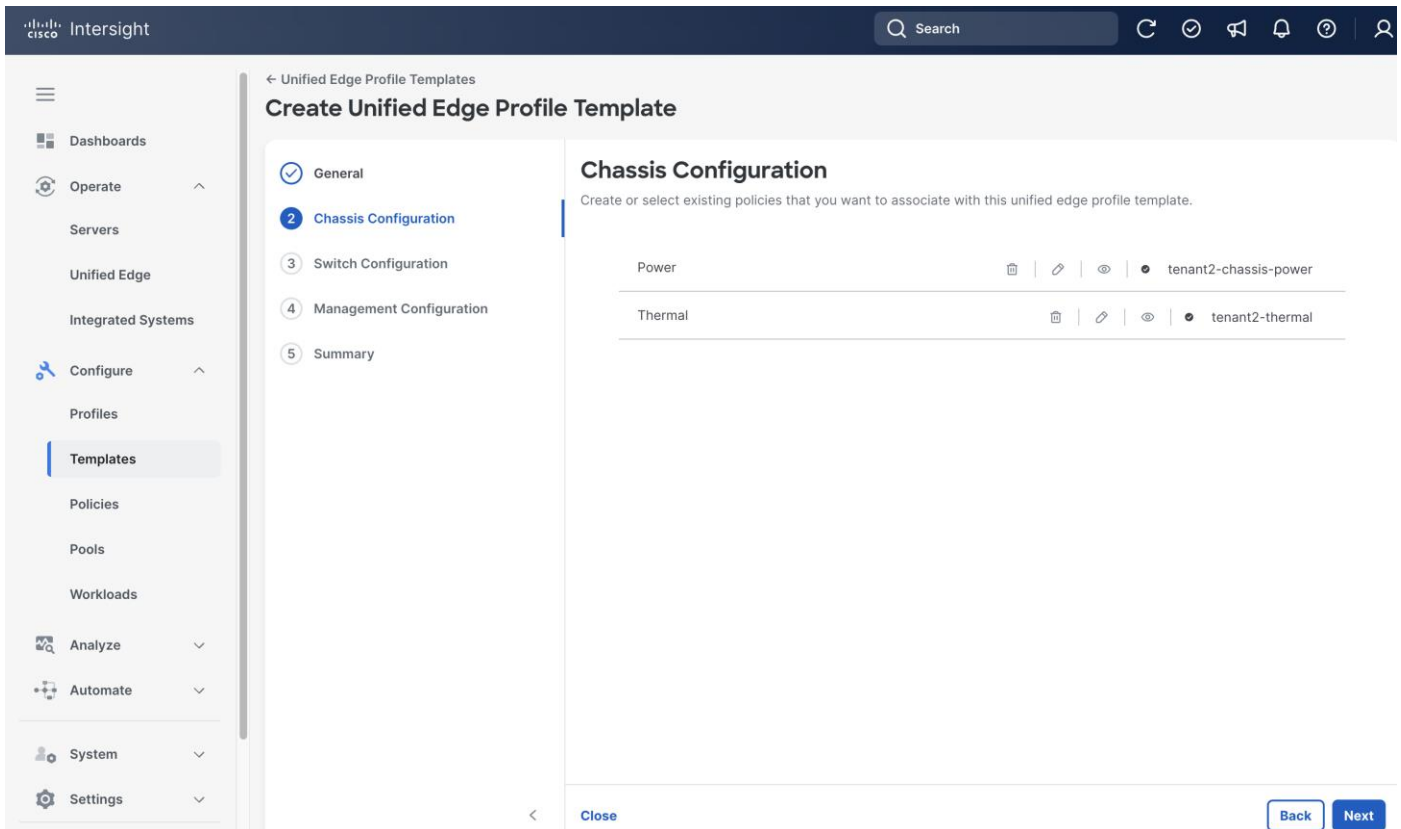 cisco Intersight
Search
← Unified Edge Profile Templates
Create Unified Edge Profile Template
Dashboards
Operate
Servers
Unified Edge
Integrated Systems
Configure
Profiles
Templates
Policies
Pools
Workloads
Analyze
Automate
System
Settings
General
2 Chassis Configuration
3 Switch Configuration
4 Management Configuration
5 Summary
Chassis Configuration
Create or select existing policies that you want to associate with this unified edge profile template.
Power tenant2-chassis-power
Thermal tenant2-thermal
Close Back Next